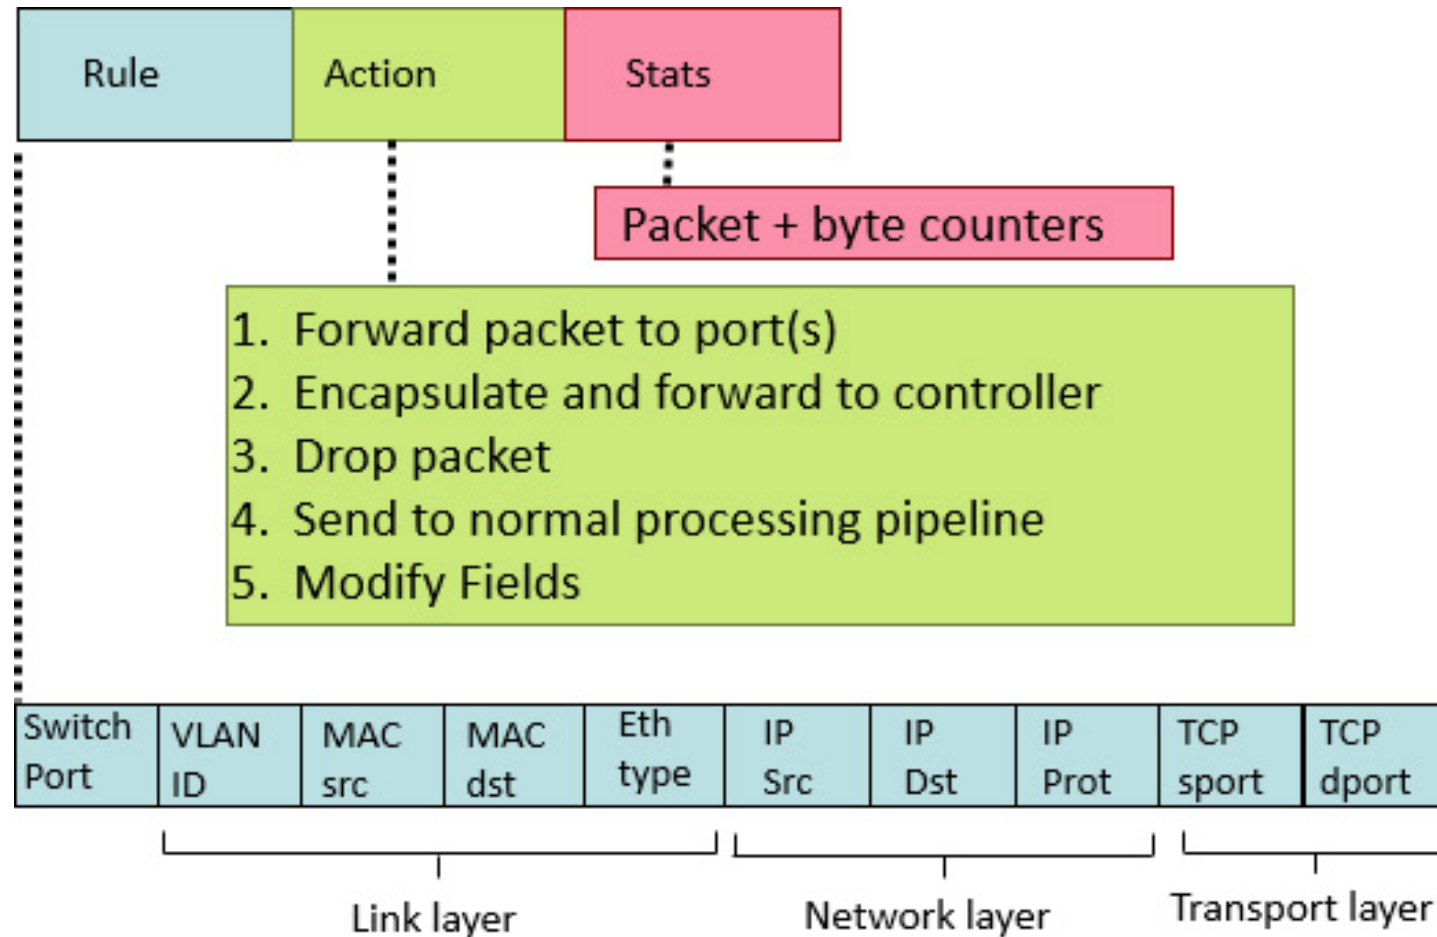 Rule
Action
Stats
Packet + byte counters
1. Forward packet to port(s)
2. Encapsulate and forward to controller
3. Drop packet
4. Send to normal processing pipeline
5. Modify Fields
Switch
Port
VLAN
ID
MAC
src
MAC
dst
Eth
type
IP
Src
IP
Dst
IP
Prot
TCP
sport
TCP
dport
Link layer
Network layer
Transport layer